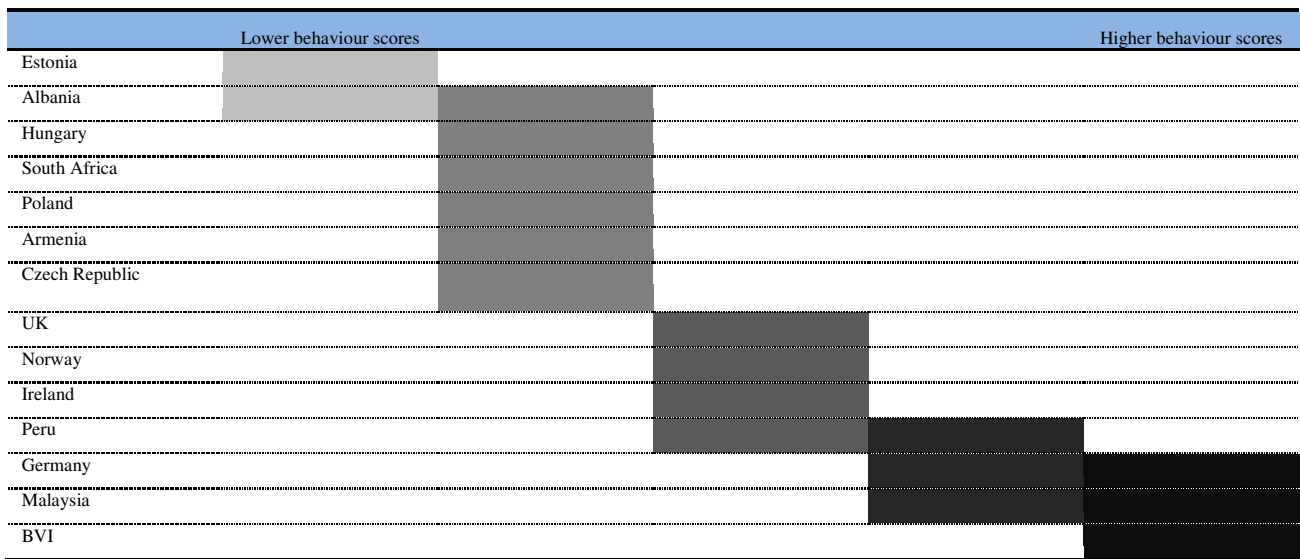 Lower behaviour scores Higher behaviour scores
Estonia
Albania
Hungary
South Africa
Poland
Armenia
Czech Republic
UK
Norway
Ireland
Peru
Germany
Malaysia
BVI